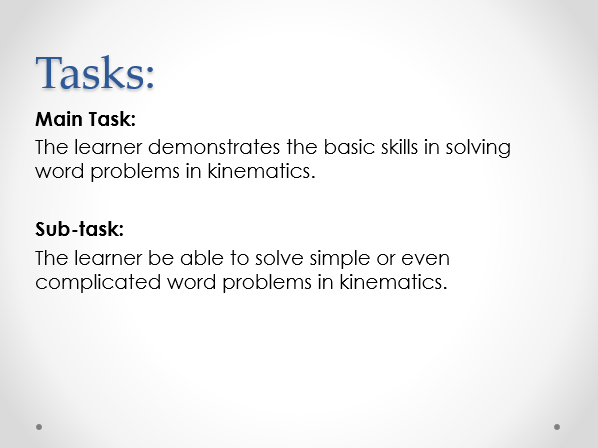 Tasks:
Main Task:
The learner demonstrates the basic skills in solving
word problems in kinematics.
Sub-task:
The learner be able to solve simple or even
complicated word problems in kinematics.